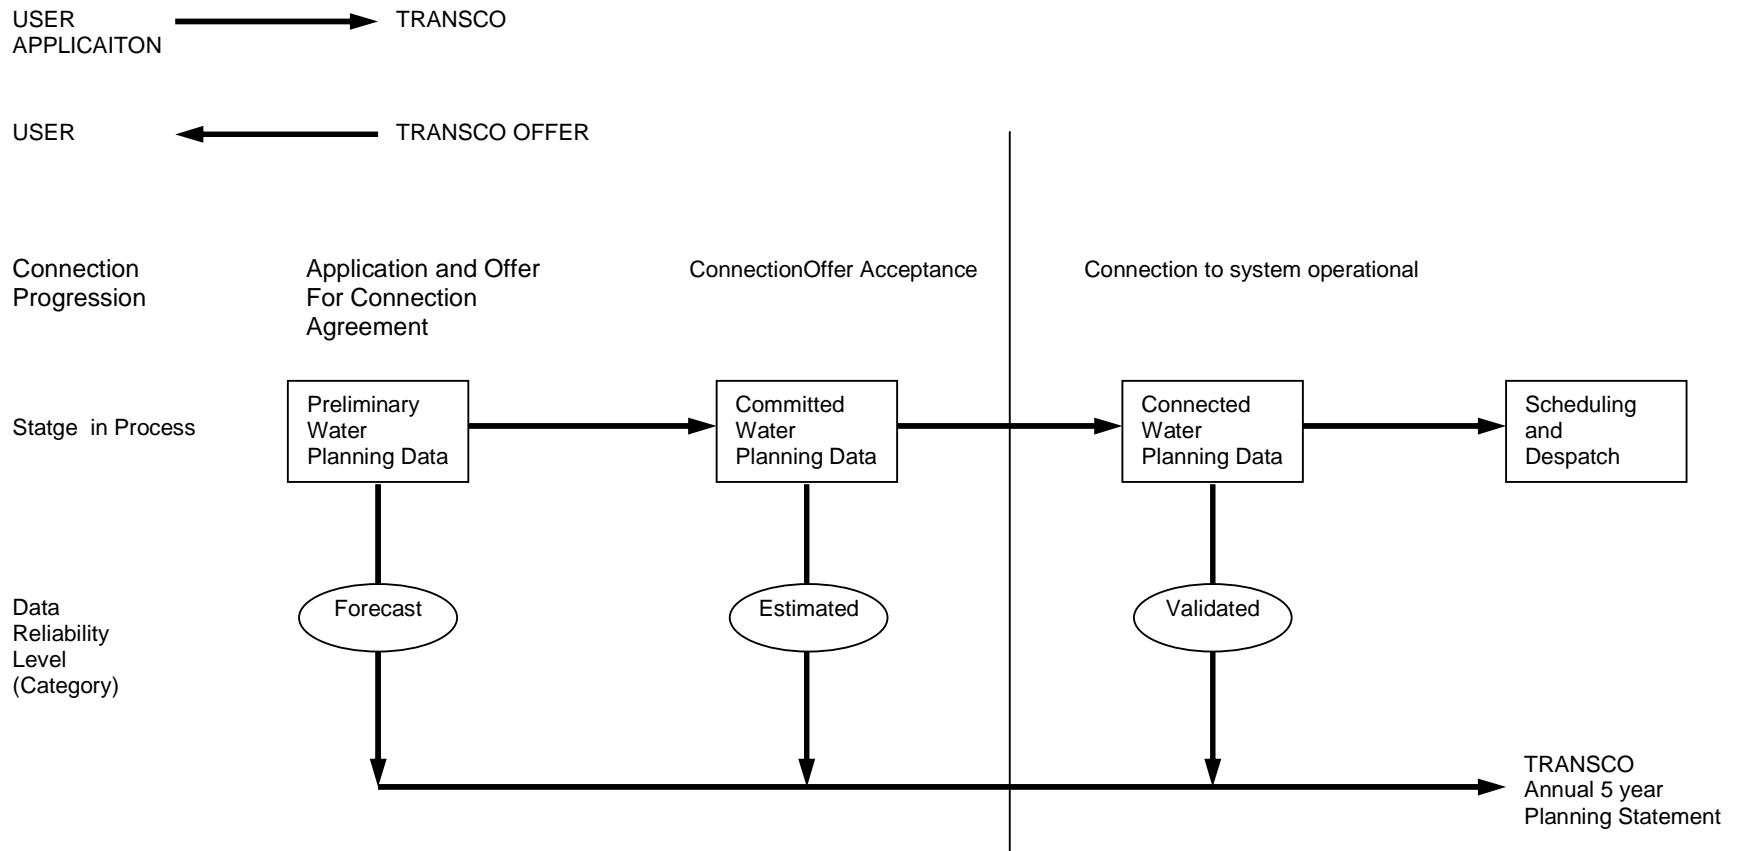 USER
APPLICAITON
TRANSCO
USER
TRANSCO OFFER
Connection
Progression
Application and Offer
For Connection
Agreement
ConnectionOffer Acceptance
Connection to system operational
Statge in Process
Preliminary
Water
Planning Data
Committed
Water
Planning Data
Connected
Water
Planning Data
Scheduling
and
Despatch
Data
Reliability
Level
(Category)
Forecast
Estimated
Validated
TRANSCO
Annual 5 year
Planning Statement